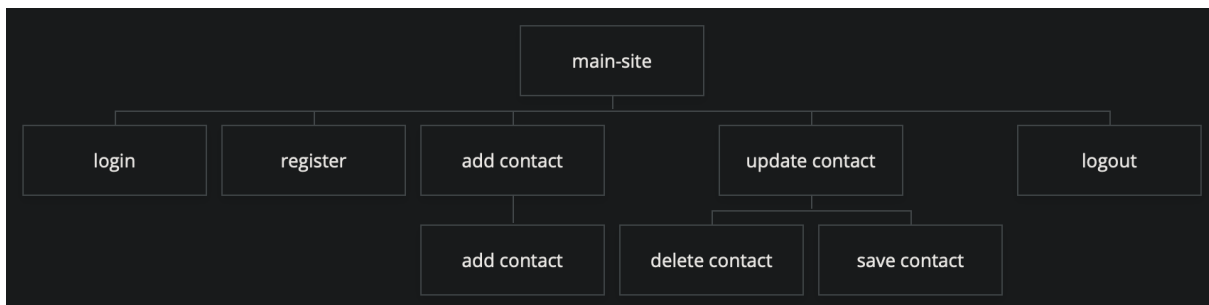 main-site
login
register
add contact
update contact
logout
add contact
delete contact
save contact